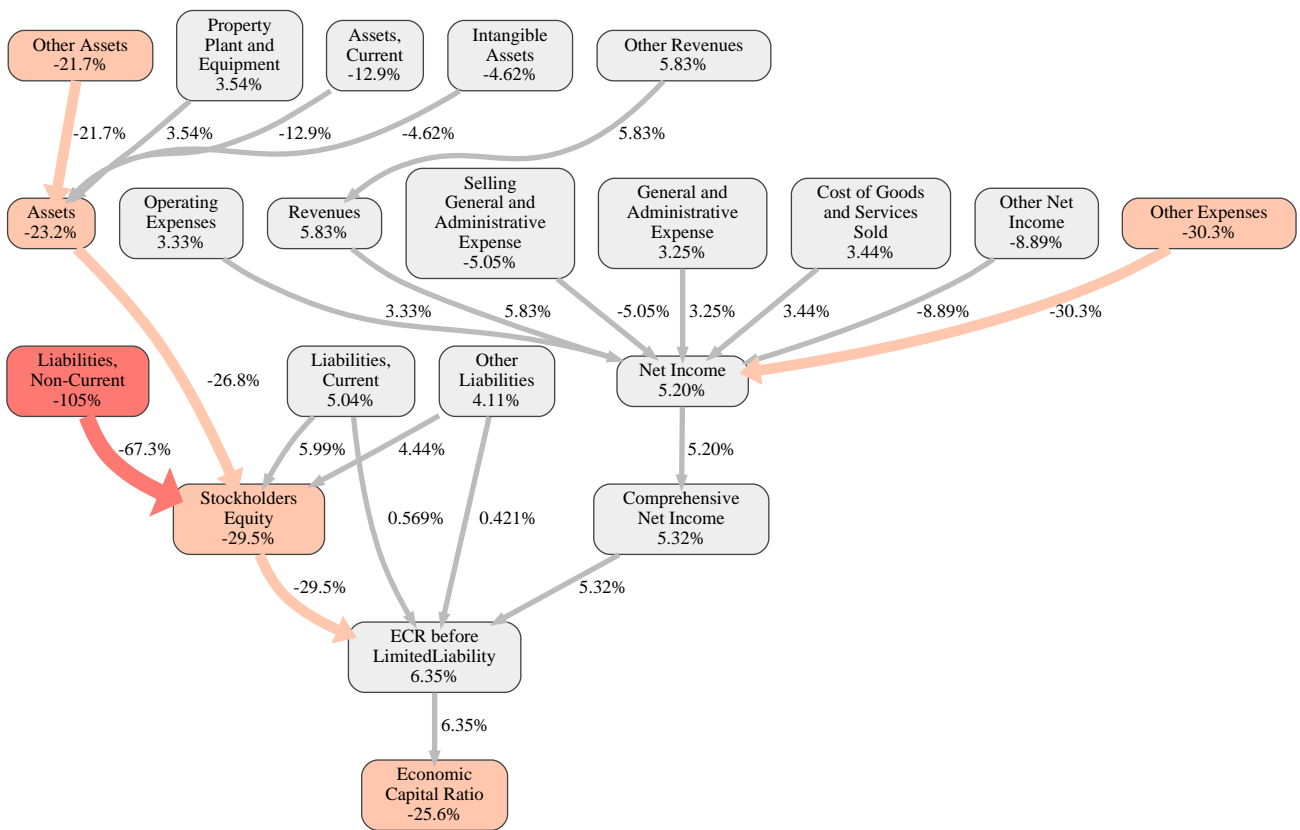 Other Assets
-21.7%
Property
Plant and
Equipment
3.54%
Assets,
Current
-12.9%
Intangible
Assets
-4.62%
Other Revenues
5.83%
-21.7%
3.54%
-12.9%
-4.62%
5.83%
Assets
-23.2%
Operating
Expenses
3.33%
Revenues
5.83%
Selling
General and
Administrative
Expense
-5.05%
General and
Administrative
Expense
3.25%
Cost of Goods
and Services
Sold
3.44%
Other Net
Income
-8.89%
Other Expenses
-30.3%
3.33%
5.83%
-5.05%
3.25%
3.44%
-8.89%
-30.3%
Liabilities,
Non-Current
-105%
-26.8%
Liabilities,
Current
5.04%
Other
Liabilities
4.11%
Net Income
5.20%
-67.3%
5.99%
4.44%
5.20%
Stockholders
Equity
-29.5%
0.569%
0.421%
Comprehensive
Net Income
5.32%
-29.5%
5.32%
ECR before
LimitedLiability
6.35%
6.35%
Economic
Capital Ratio
-25.6%